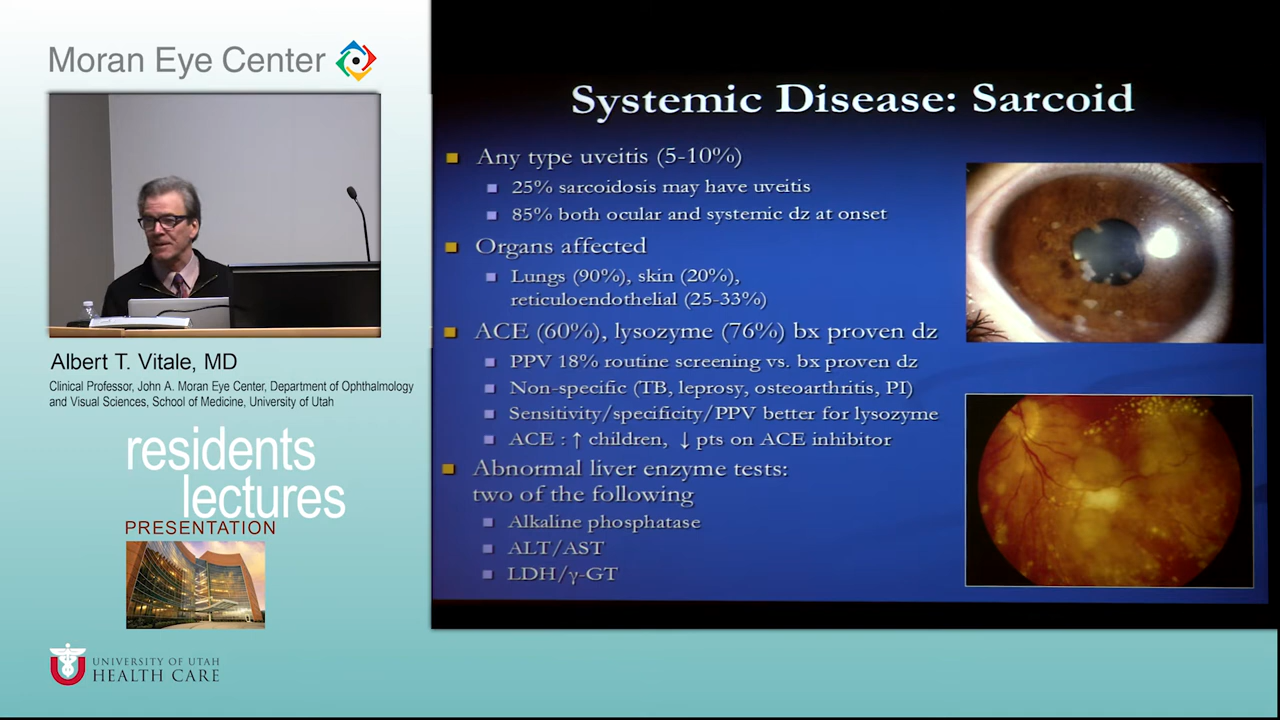 Moran Eye Center
Albert T. Vitale, MD
Clinical Professor, John A. Moran Eye Center, Department of Ophthalmology
and Visual Sciences, School of Medicine, University of Utah
residents
lectures
PRESENTATION
UNIVERSITY OF UTAH
HEALTH CARE
Systemic Disease: Sarcoid
Any type uveitis (5-10%)
25% sarcoidosis may have uveitis
85% both ocular and systemic dz at onset
Organs affected
Lungs (90%), skin (20%),
reticuloendothelial (25-33%)
ACE (60%), lysozyme (76%) bx proven dz
PPV 18% routine screening vs. bx proven dz
Non-specific (TB, leprosy, osteoarthritis, PI)
Sensitivity/specificity/PPV better for lysozyme
ACE : ↑ children, ↓ pts on ACE inhibitor
Abnormal liver enzyme tests:
two of the following
Alkaline phosphatase
ALT/AST
LDH/γ-GT